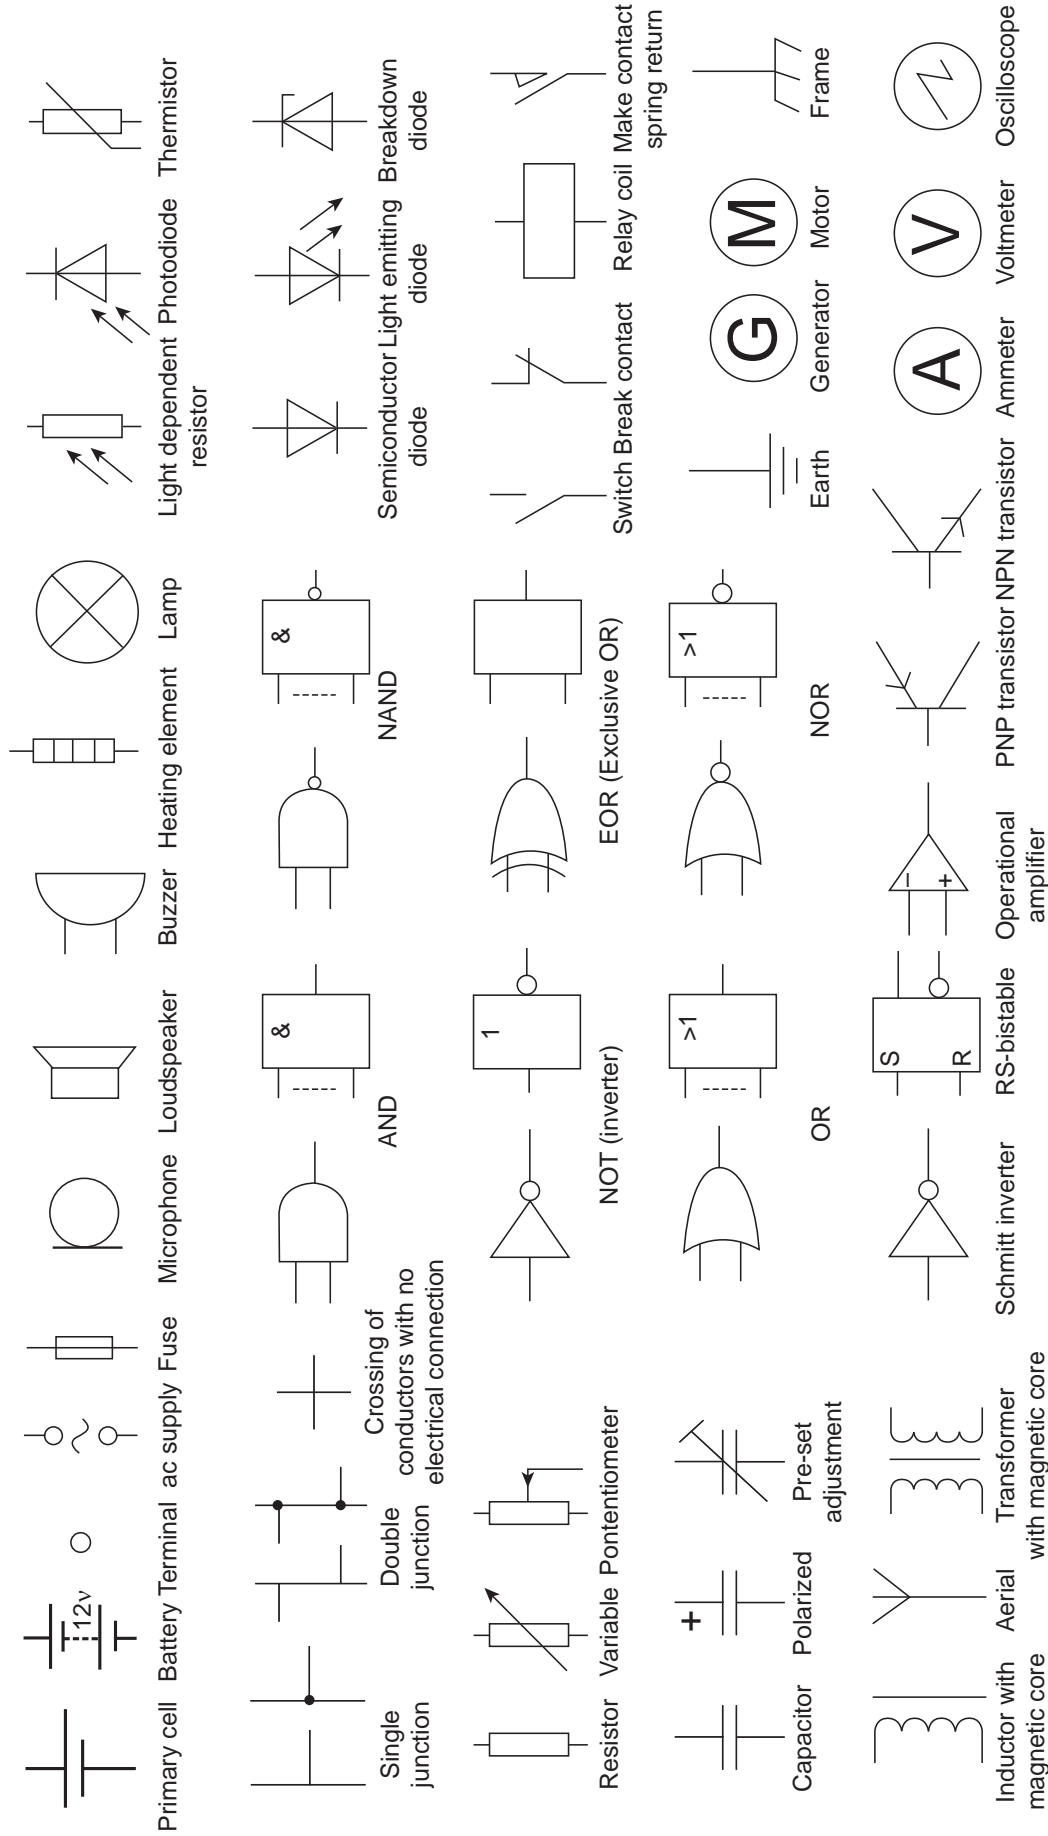 12v
Primary cell
Battery
Terminal
ac supply
Fuse
Microphone
Loudspeaker
Buzzer
Heating element
Lamp
Light dependent
resistor
Photodiode
Thermistor
Single
junction
Double
junction
Crossing of
conductors with no
electrical connection
&
AND
&
NAND
Semiconductor
diode
Light emitting
diode
Breakdown
diode
Resistor
Variable
Pontentiometer
1
NOT (inverter)
EOR (Exclusive OR)
Switch
Break contact
Relay coil
Make contact
spring return
Capacitor
+
Polarized
Pre-set
adjustment
>1
OR
>1
NOR
Earth
G
Generator
M
Motor
Frame
Inductor with
magnetic core
Aerial
Transformer
with magnetic core
Schmitt inverter
S
R
RS-bistable
–
+
Operational
amplifier
PNP transistor
NPN transistor
A
Ammeter
V
Voltmeter
Oscilloscope